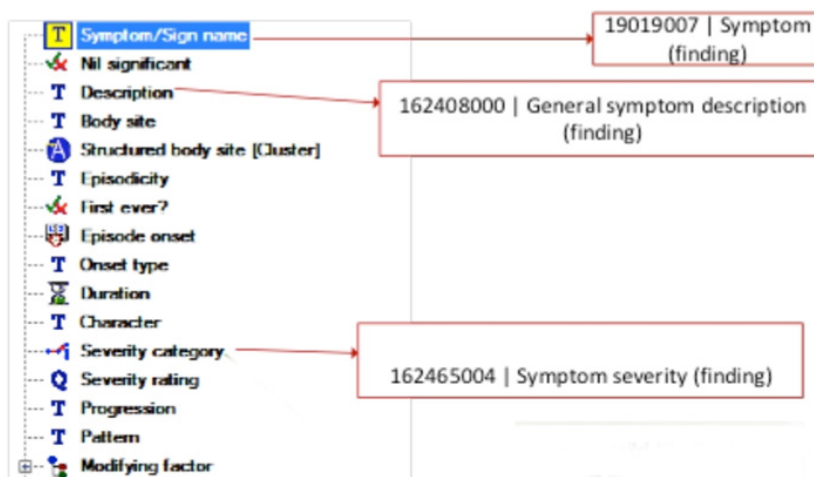 Symptom/Sign name
19019007 | Symptom
(finding)
Nil significant
Description
162408000 | General symptom description
(finding)
Body site
Structured body site [Cluster]
Episodicity
First ever?
Episode onset
Onset type
Duration
Character
Severity category
162465004 | Symptom severity (finding)
Severity rating
Progression
Pattern
Modifying factor